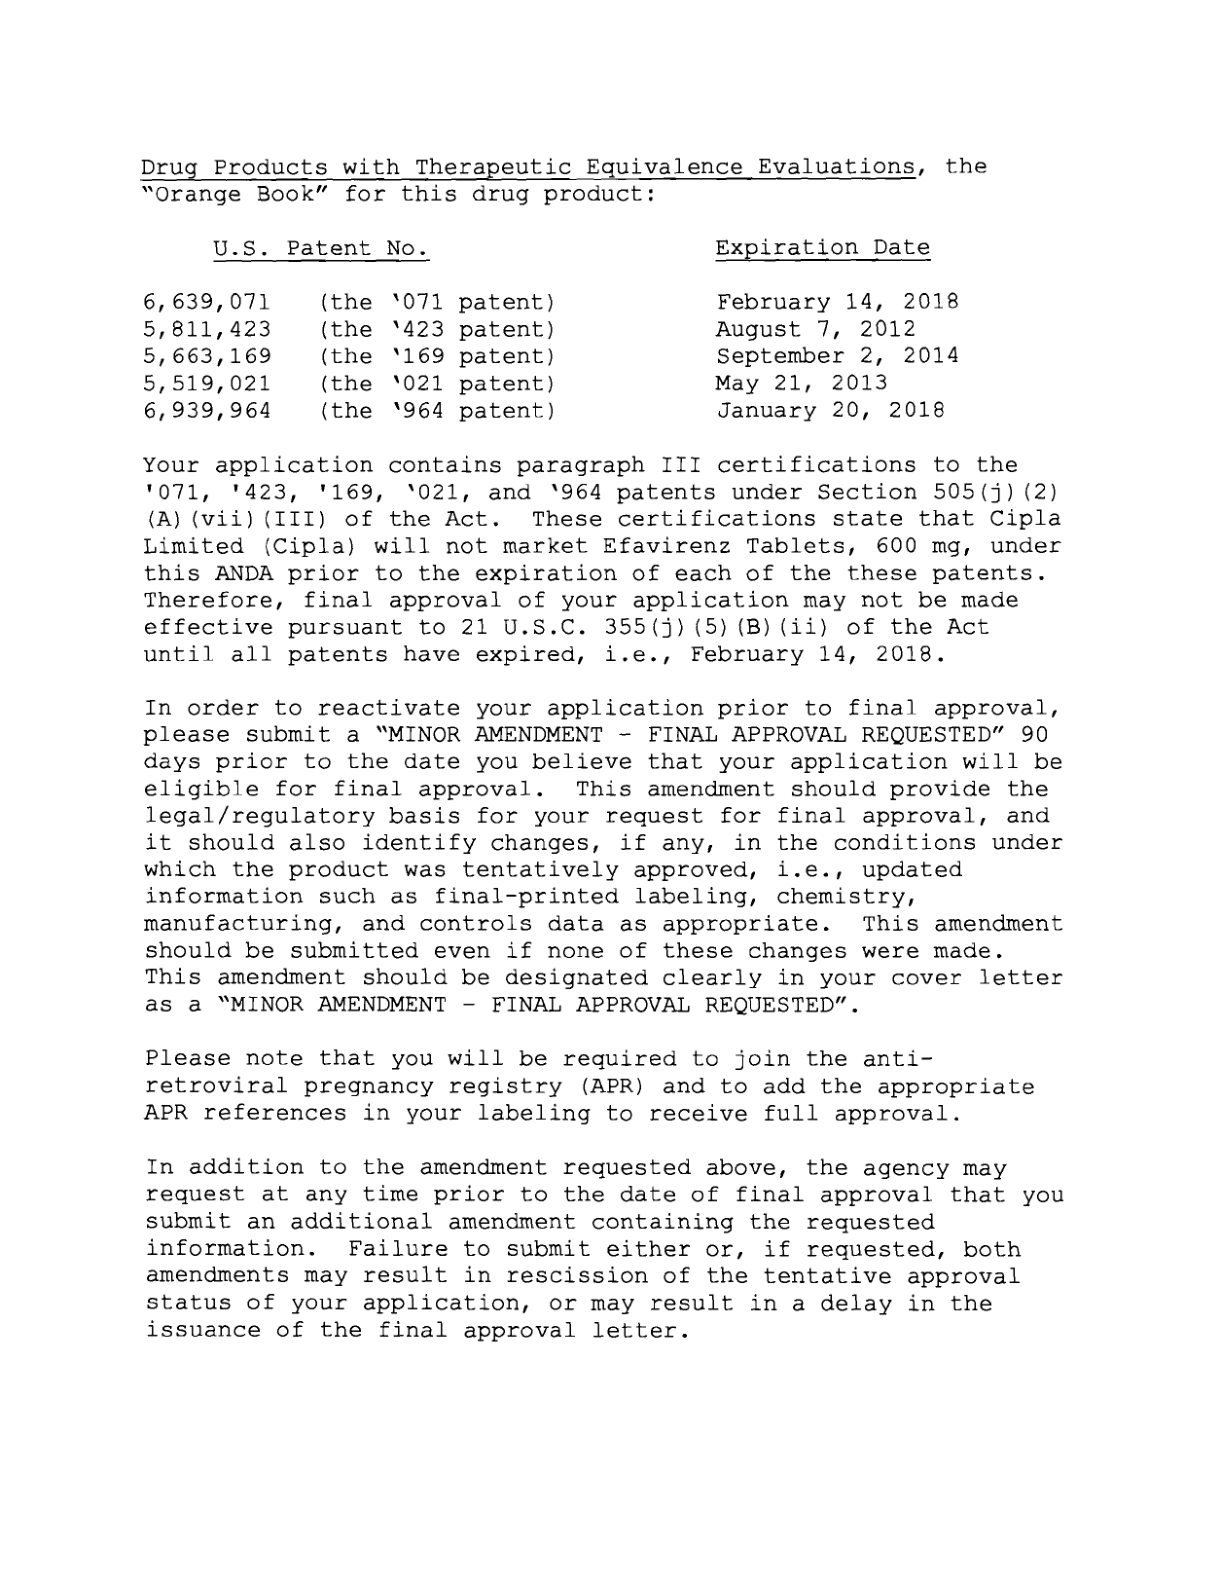 Drug Products with Therapeutic Equivalence Evaluations, the
"Orange Book" for this drug product:
U.S. Patent No. Expiration Date
6,639,071 (the '071 patent) February 14, 2018
5,811,423 (the '423 patent) August 7, 2012
5,663,169 (the '169 patent) September 2, 2014
5,519,021 (the '021 patent) May 21, 2013
6,939,964 (the '964 patent) January 20, 2018
Your application contains paragraph III certifications to the
'071, '423, '169, '021, and '964 patents under Section 505(j)(2)
(A)(vii)(III) of the Act. These certifications state that Cipla
Limited (Cipla) will not market Efavirenz Tablets, 600 mg, under
this ANDA prior to the expiration of each of the these patents.
Therefore, final approval of your application may not be made
effective pursuant to 21 U.S.C. 355(j)(5)(B)(ii) of the Act
until all patents have expired, i.e., February 14, 2018.
In order to reactivate your application prior to final approval,
please submit a "MINOR AMENDMENT - FINAL APPROVAL REQUESTED" 90
days prior to the date you believe that your application will be
eligible for final approval. This amendment should provide the
legal/regulatory basis for your request for final approval, and
it should also identify changes, if any, in the conditions under
which the product was tentatively approved, i.e., updated
information such as final-printed labeling, chemistry,
manufacturing, and controls data as appropriate. This amendment
should be submitted even if none of these changes were made.
This amendment should be designated clearly in your cover letter
as a "MINOR AMENDMENT - FINAL APPROVAL REQUESTED".
Please note that you will be required to join the anti-
retroviral pregnancy registry (APR) and to add the appropriate
APR references in your labeling to receive full approval.
In addition to the amendment requested above, the agency may
request at any time prior to the date of final approval that you
submit an additional amendment containing the requested
information. Failure to submit either or, if requested, both
amendments may result in rescission of the tentative approval
status of your application, or may result in a delay in the
issuance of the final approval letter.